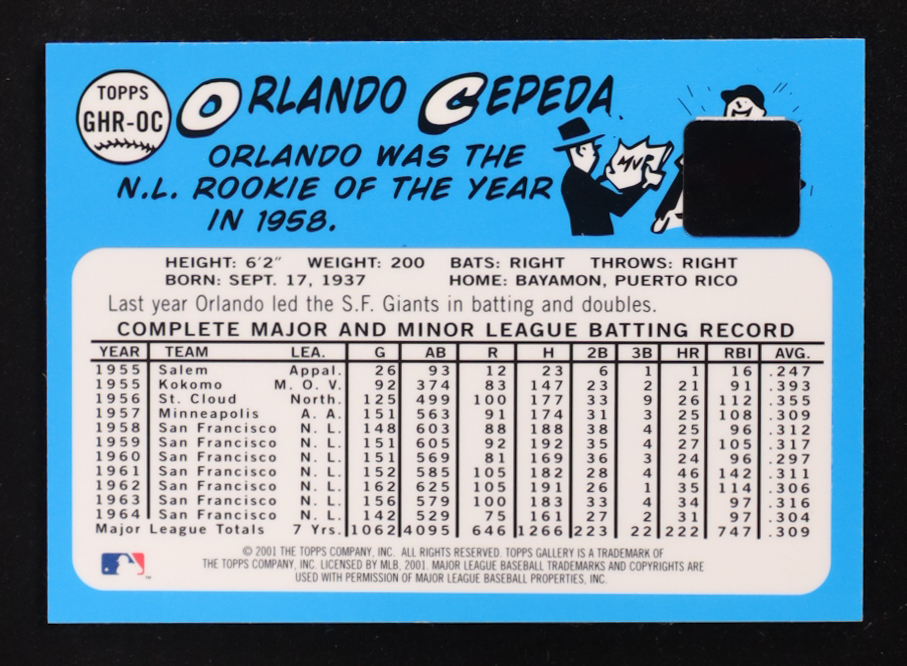 TOPPS
GHR-OC
ORLANDO CEPEDA
ORLANDO WAS THE
N.L. ROOKIE OF THE YEAR
IN 1958.
MVP!
HEIGHT: 6'2" WEIGHT: 200 BATS: RIGHT THROWS: RIGHT
BORN: SEPT. 17, 1937 HOME: BAYAMON, PUERTO RICO
Last year Orlando led the S.F. Giants in batting and doubles.
COMPLETE MAJOR AND MINOR LEAGUE BATTING RECORD
YEAR TEAM LEA. G AB R H 2B 3B HR RBI AVG.
1955 Salem Appal. 26 93 12 23 6 1 1 16 .247
1955 Kokomo M. O. V. 92 374 83 147 23 2 21 91 .393
1956 St. Cloud North. 125 499 100 177 33 9 26 112 .355
1957 Minneapolis A. A. 151 563 91 174 31 3 25 108 .309
1958 San Francisco N. L. 148 603 88 188 38 4 25 96 .312
1959 San Francisco N. L. 151 605 92 192 35 4 27 105 .317
1960 San Francisco N. L. 151 569 81 169 36 3 24 96 .297
1961 San Francisco N. L. 152 585 105 182 28 4 46 142 .311
1962 San Francisco N. L. 162 625 105 191 26 1 35 114 .306
1963 San Francisco N. L. 156 579 100 183 33 4 34 97 .316
1964 San Francisco N. L. 142 529 75 161 27 2 31 97 .304
Major League Totals 7 Yrs. 1062 4095 646 1266 223 22 222 747 .309
© 2001 THE TOPPS COMPANY, INC. ALL RIGHTS RESERVED. TOPPS GALLERY IS A TRADEMARK OF
THE TOPPS COMPANY, INC. LICENSED BY MLB, 2001. MAJOR LEAGUE BASEBALL TRADEMARKS AND COPYRIGHTS ARE
USED WITH PERMISSION OF MAJOR LEAGUE BASEBALL PROPERTIES, INC.